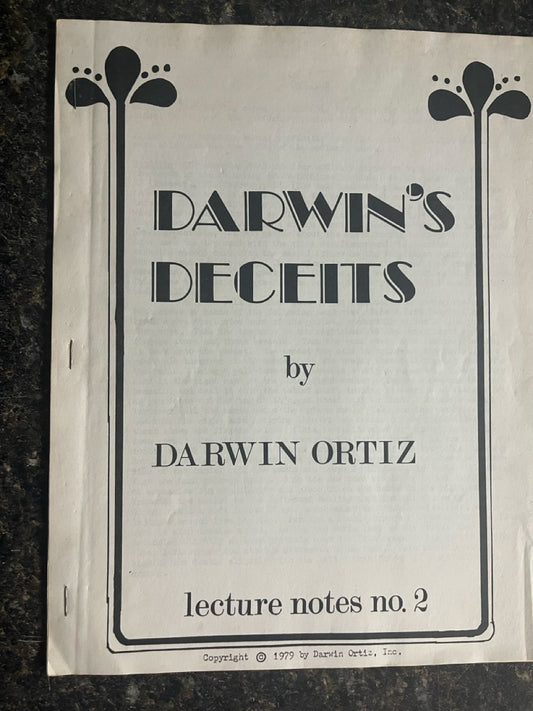 DARWIN'S
DECEITS
by
DARWIN ORTIZ
lecture notes no. 2
Copyright © 1979 by Darwin Ortiz, Inc.